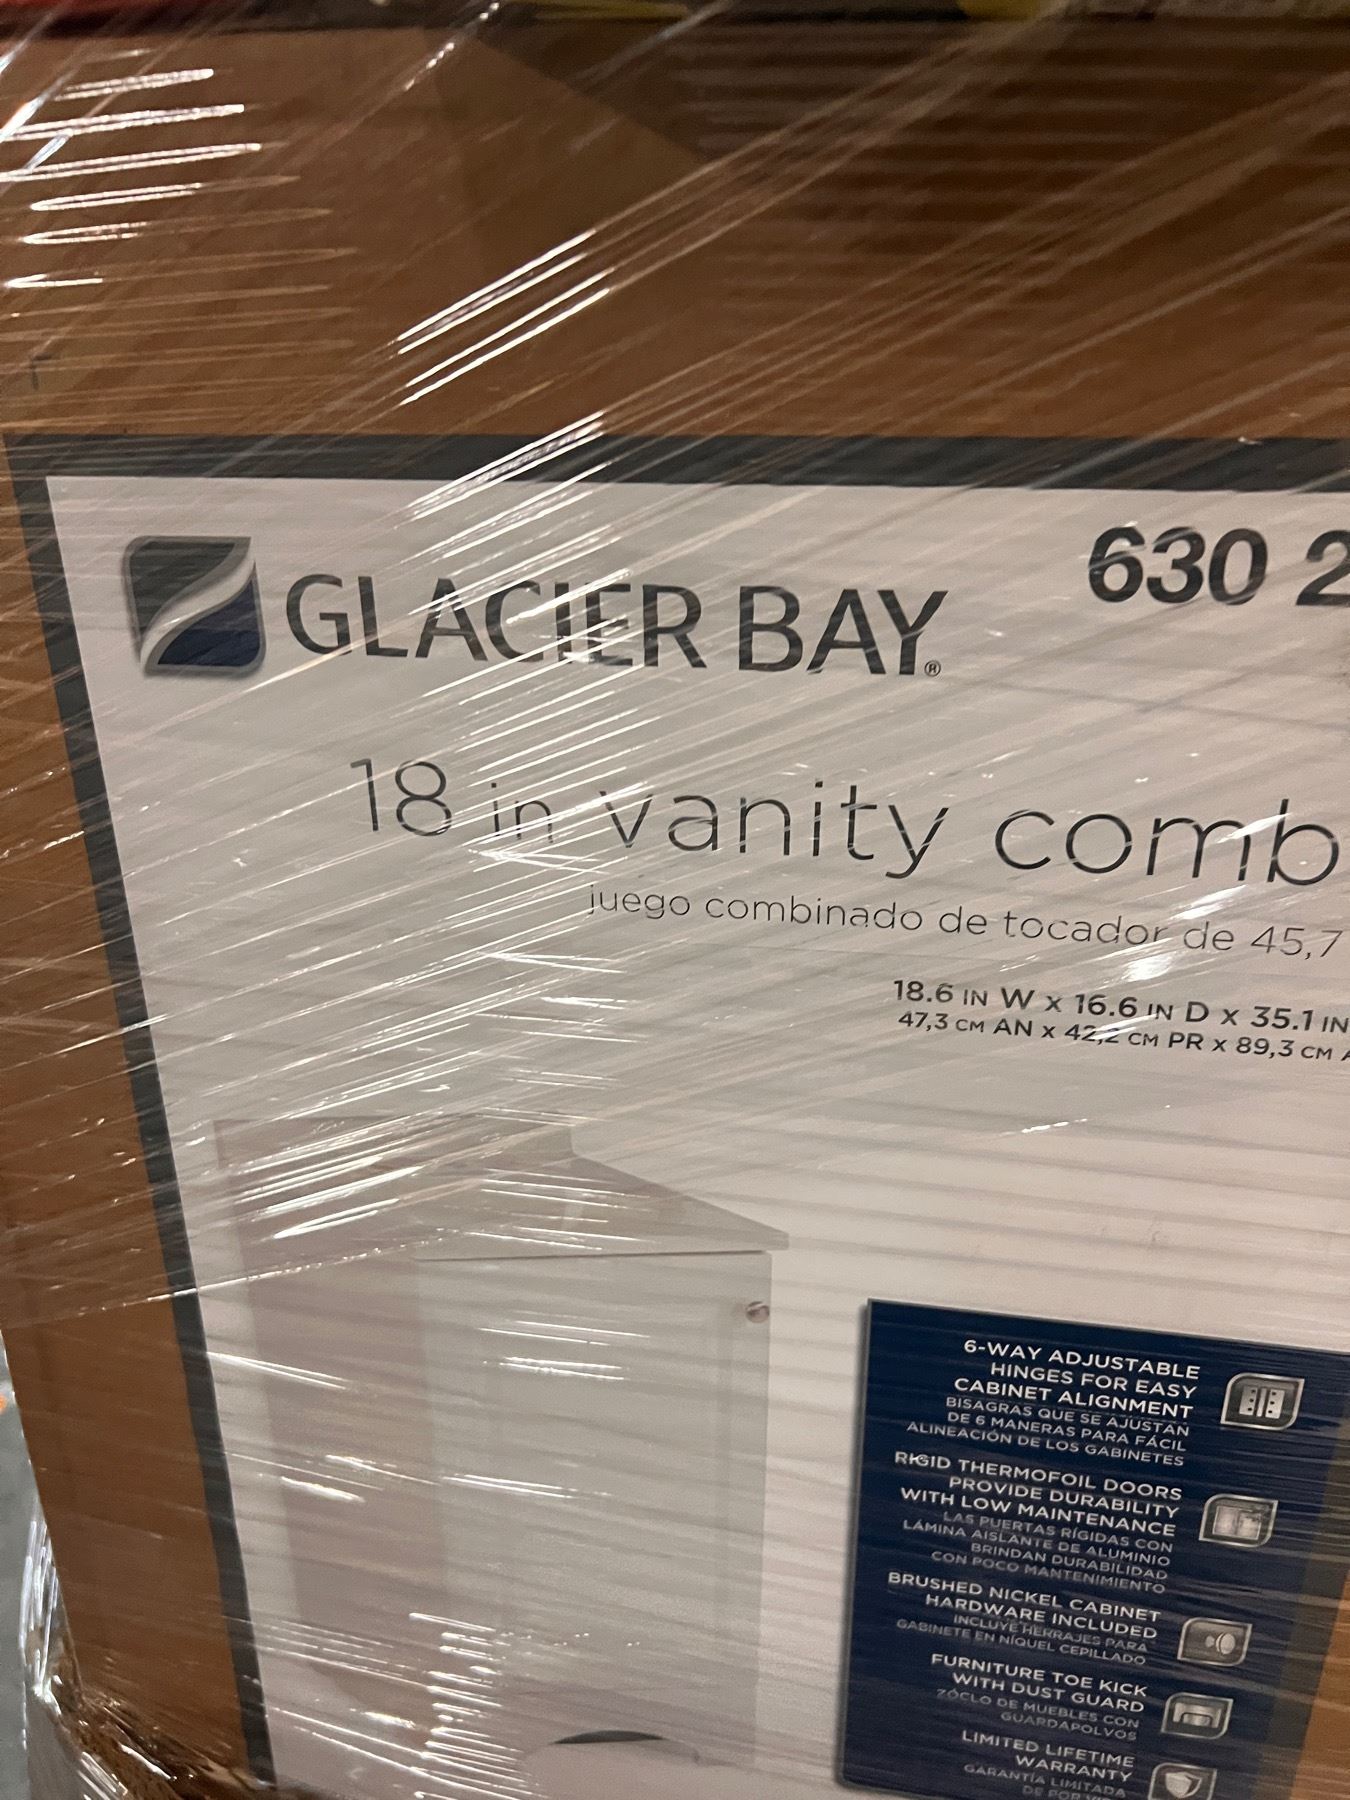 GLACIER BAY®
630 2
18 in vanity comb
juego combinado de tocador de 45,7
18.6 IN W x 16.6 IN D x 35.1 IN
47,3 CM AN x 42,2 CM PR x 89,3 CM
6-WAY ADJUSTABLE
HINGES FOR EASY
CABINET ALIGNMENT
BISAGRAS QUE SE AJUSTAN
DE 6 MANERAS PARA FÁCIL
ALINEACIÓN DE LOS GABINETES
RIGID THERMOFOIL DOORS
PROVIDE DURABILITY
WITH LOW MAINTENANCE
LAS PUERTAS RÍGIDAS CON
LÁMINA AISLANTE DE ALUMINIO
BRINDAN DURABILIDAD
CON POCO MANTENIMIENTO
BRUSHED NICKEL CABINET
HARDWARE INCLUDED
INCLUYE HERRAJES PARA
GABINETE EN NÍQUEL CEPILLADO
FURNITURE TOE KICK
WITH DUST GUARD
ZÓCLO DE MUEBLES CON
GUARDAPOLVOS
LIMITED LIFETIME
WARRANTY
GARANTÍA LIMITADA
DE POR